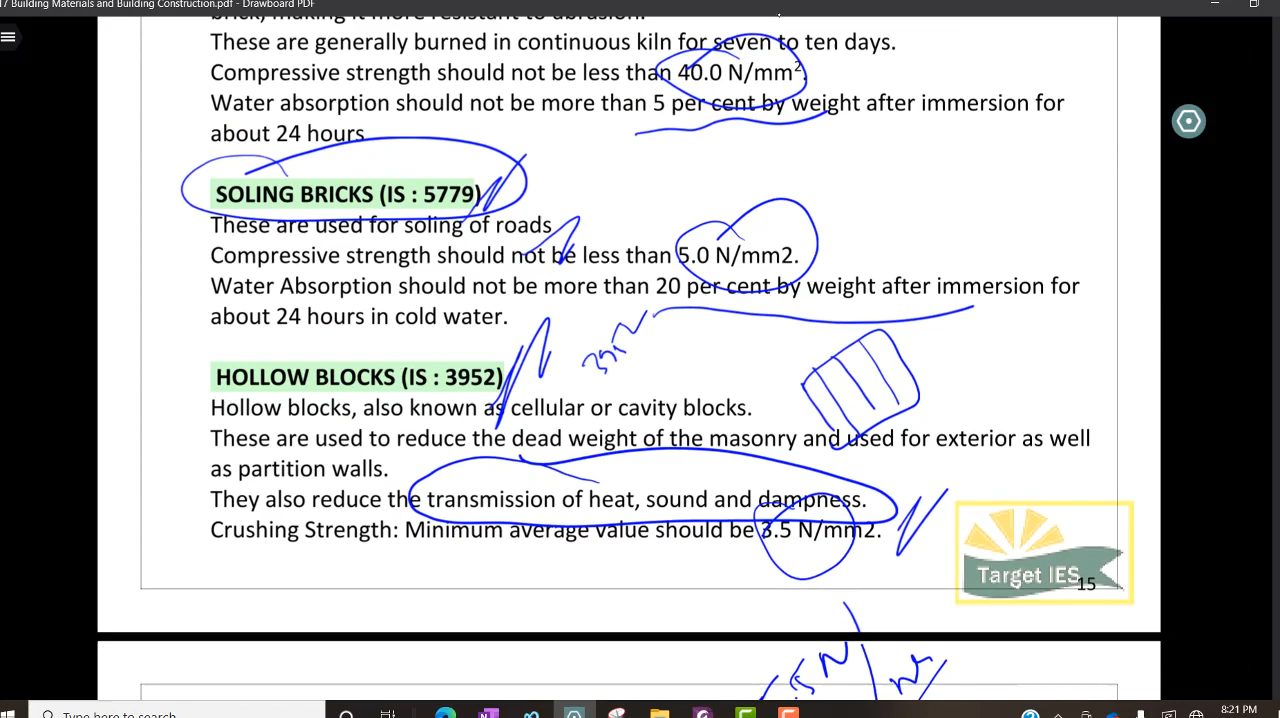 17 Building Materials and Building Construction.pdf - Drawboard PDF
brick, making it more resistant to abrasion.
These are generally burned in continuous kiln for seven to ten days.
Compressive strength should not be less than 40.0 N/mm².
Water absorption should not be more than 5 per cent by weight after immersion for
about 24 hours
SOLING BRICKS (IS : 5779)
These are used for soling of roads
Compressive strength should not be less than 5.0 N/mm2.
Water Absorption should not be more than 20 per cent by weight after immersion for
about 24 hours in cold water.
HOLLOW BLOCKS (IS : 3952)
Hollow blocks, also known as cellular or cavity blocks.
These are used to reduce the dead weight of the masonry and used for exterior as well
as partition walls.
They also reduce the transmission of heat, sound and dampness.
Crushing Strength: Minimum average value should be 3.5 N/mm2.
Target IES
15
Type here to search
8:21 PM